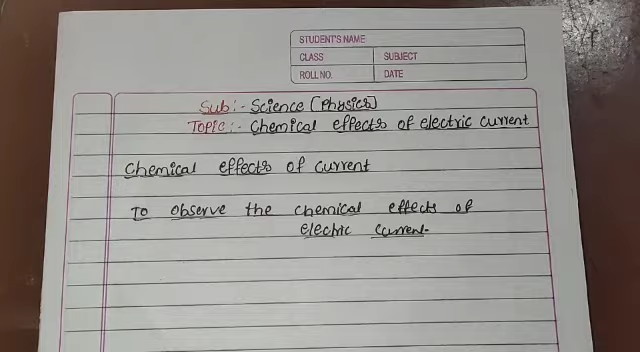 STUDENT'S NAME
CLASS SUBJECT
ROLL NO. DATE
Sub:- Science [Physics]
Topic:- Chemical effects of electric current
Chemical effects of current
To observe the chemical effects of
electric current.